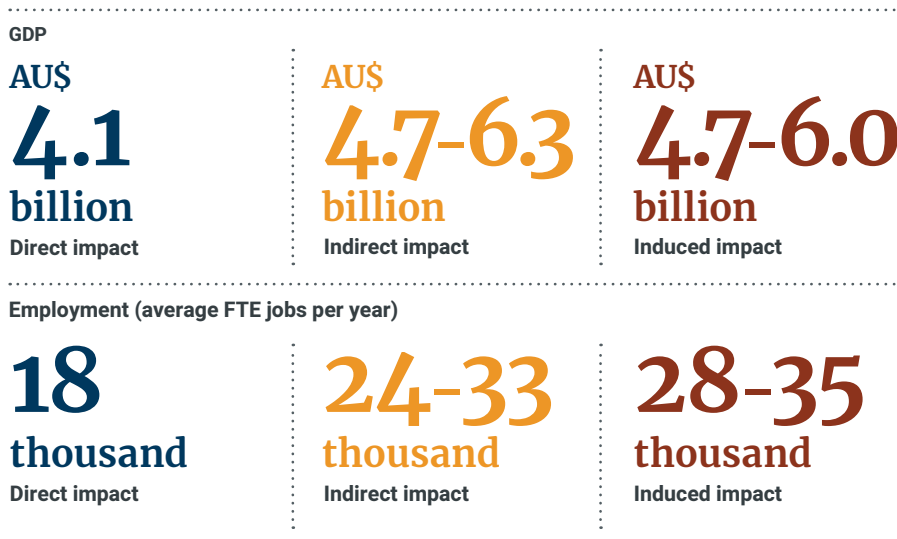 GDP
AU$
4.1
billion
Direct impact
AU$
4.7-6.3
billion
Indirect impact
AU$
4.7-6.0
billion
Induced impact
Employment (average FTE jobs per year)
18
thousand
Direct impact
24-33
thousand
Indirect impact
28-35
thousand
Induced impact